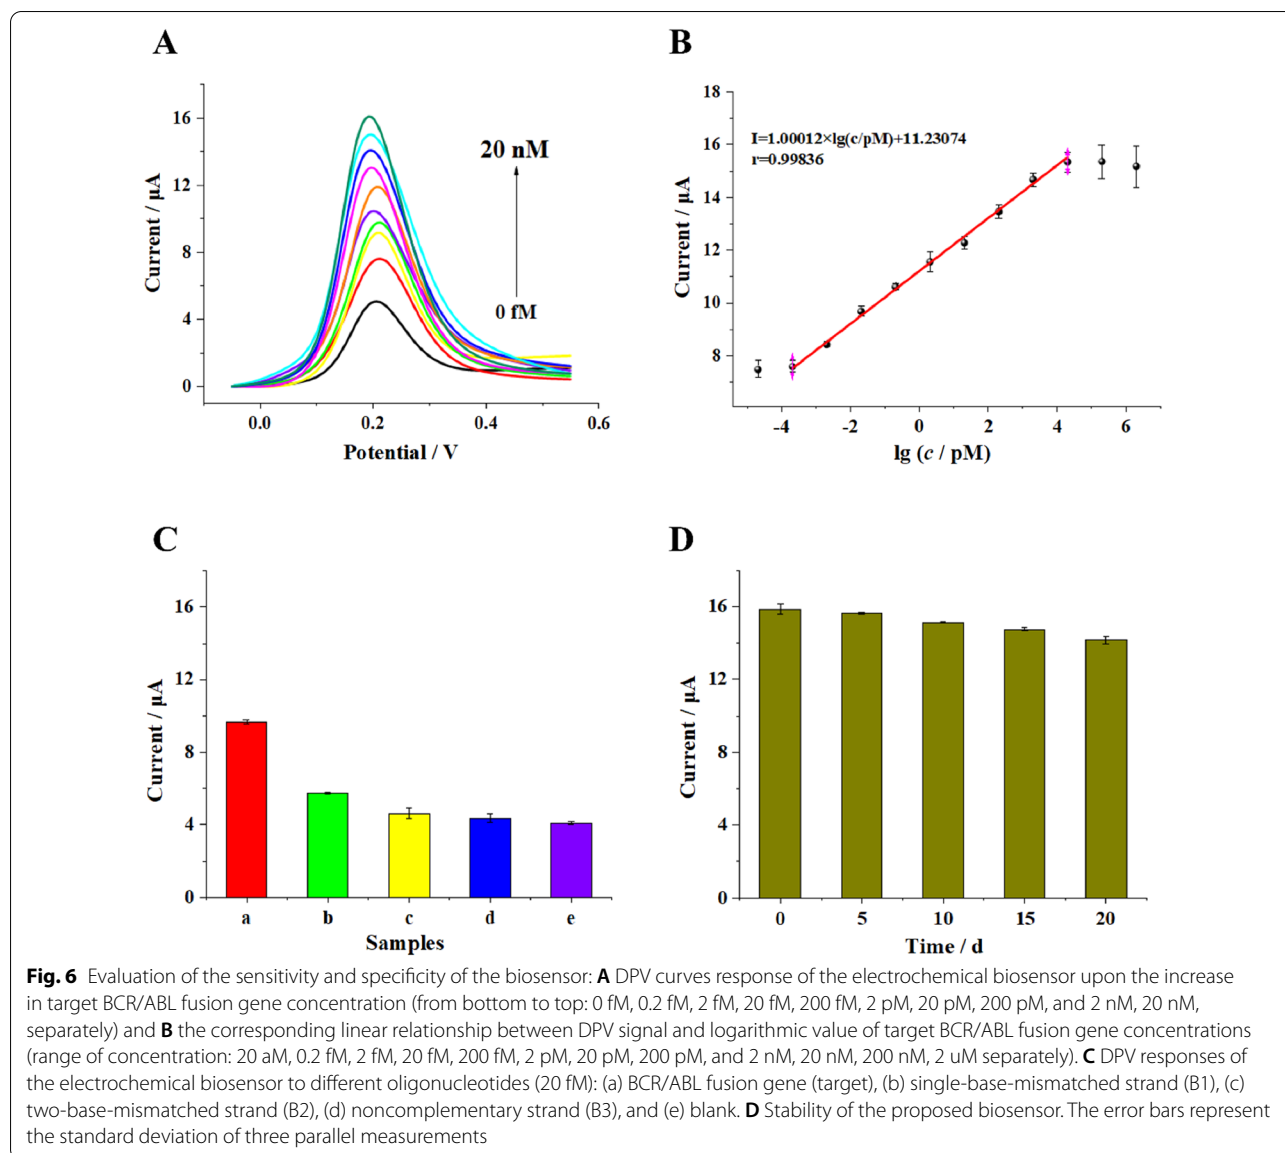 A
16
12
8
4
0
Current / μA
20 nM
0 fM
0.0 0.2 0.4 0.6
Potential / V
B
18
16
14
12
10
8
Current / μA
I=1.00012×lg(c/pM)+11.23074
r=0.99836
-4 -2 0 2 4 6
lg (c / pM)
C
16
12
8
4
0
Current / μA
a b c d e
Samples
D
16
12
8
4
0
Current / μA
0 5 10 15 20
Time / d
Fig. 6 Evaluation of the sensitivity and specificity of the biosensor: A DPV curves response of the electrochemical biosensor upon the increase
in target BCR/ABL fusion gene concentration (from bottom to top: 0 fM, 0.2 fM, 2 fM, 20 fM, 200 fM, 2 pM, 20 pM, 200 pM, and 2 nM, 20 nM,
separately) and B the corresponding linear relationship between DPV signal and logarithmic value of target BCR/ABL fusion gene concentrations
(range of concentration: 20 aM, 0.2 fM, 2 fM, 20 fM, 200 fM, 2 pM, 20 pM, 200 pM, and 2 nM, 20 nM, 200 nM, 2 uM separately). C DPV responses of
the electrochemical biosensor to different oligonucleotides (20 fM): (a) BCR/ABL fusion gene (target), (b) single-base-mismatched strand (B1), (c)
two-base-mismatched strand (B2), (d) noncomplementary strand (B3), and (e) blank. D Stability of the proposed biosensor. The error bars represent
the standard deviation of three parallel measurements